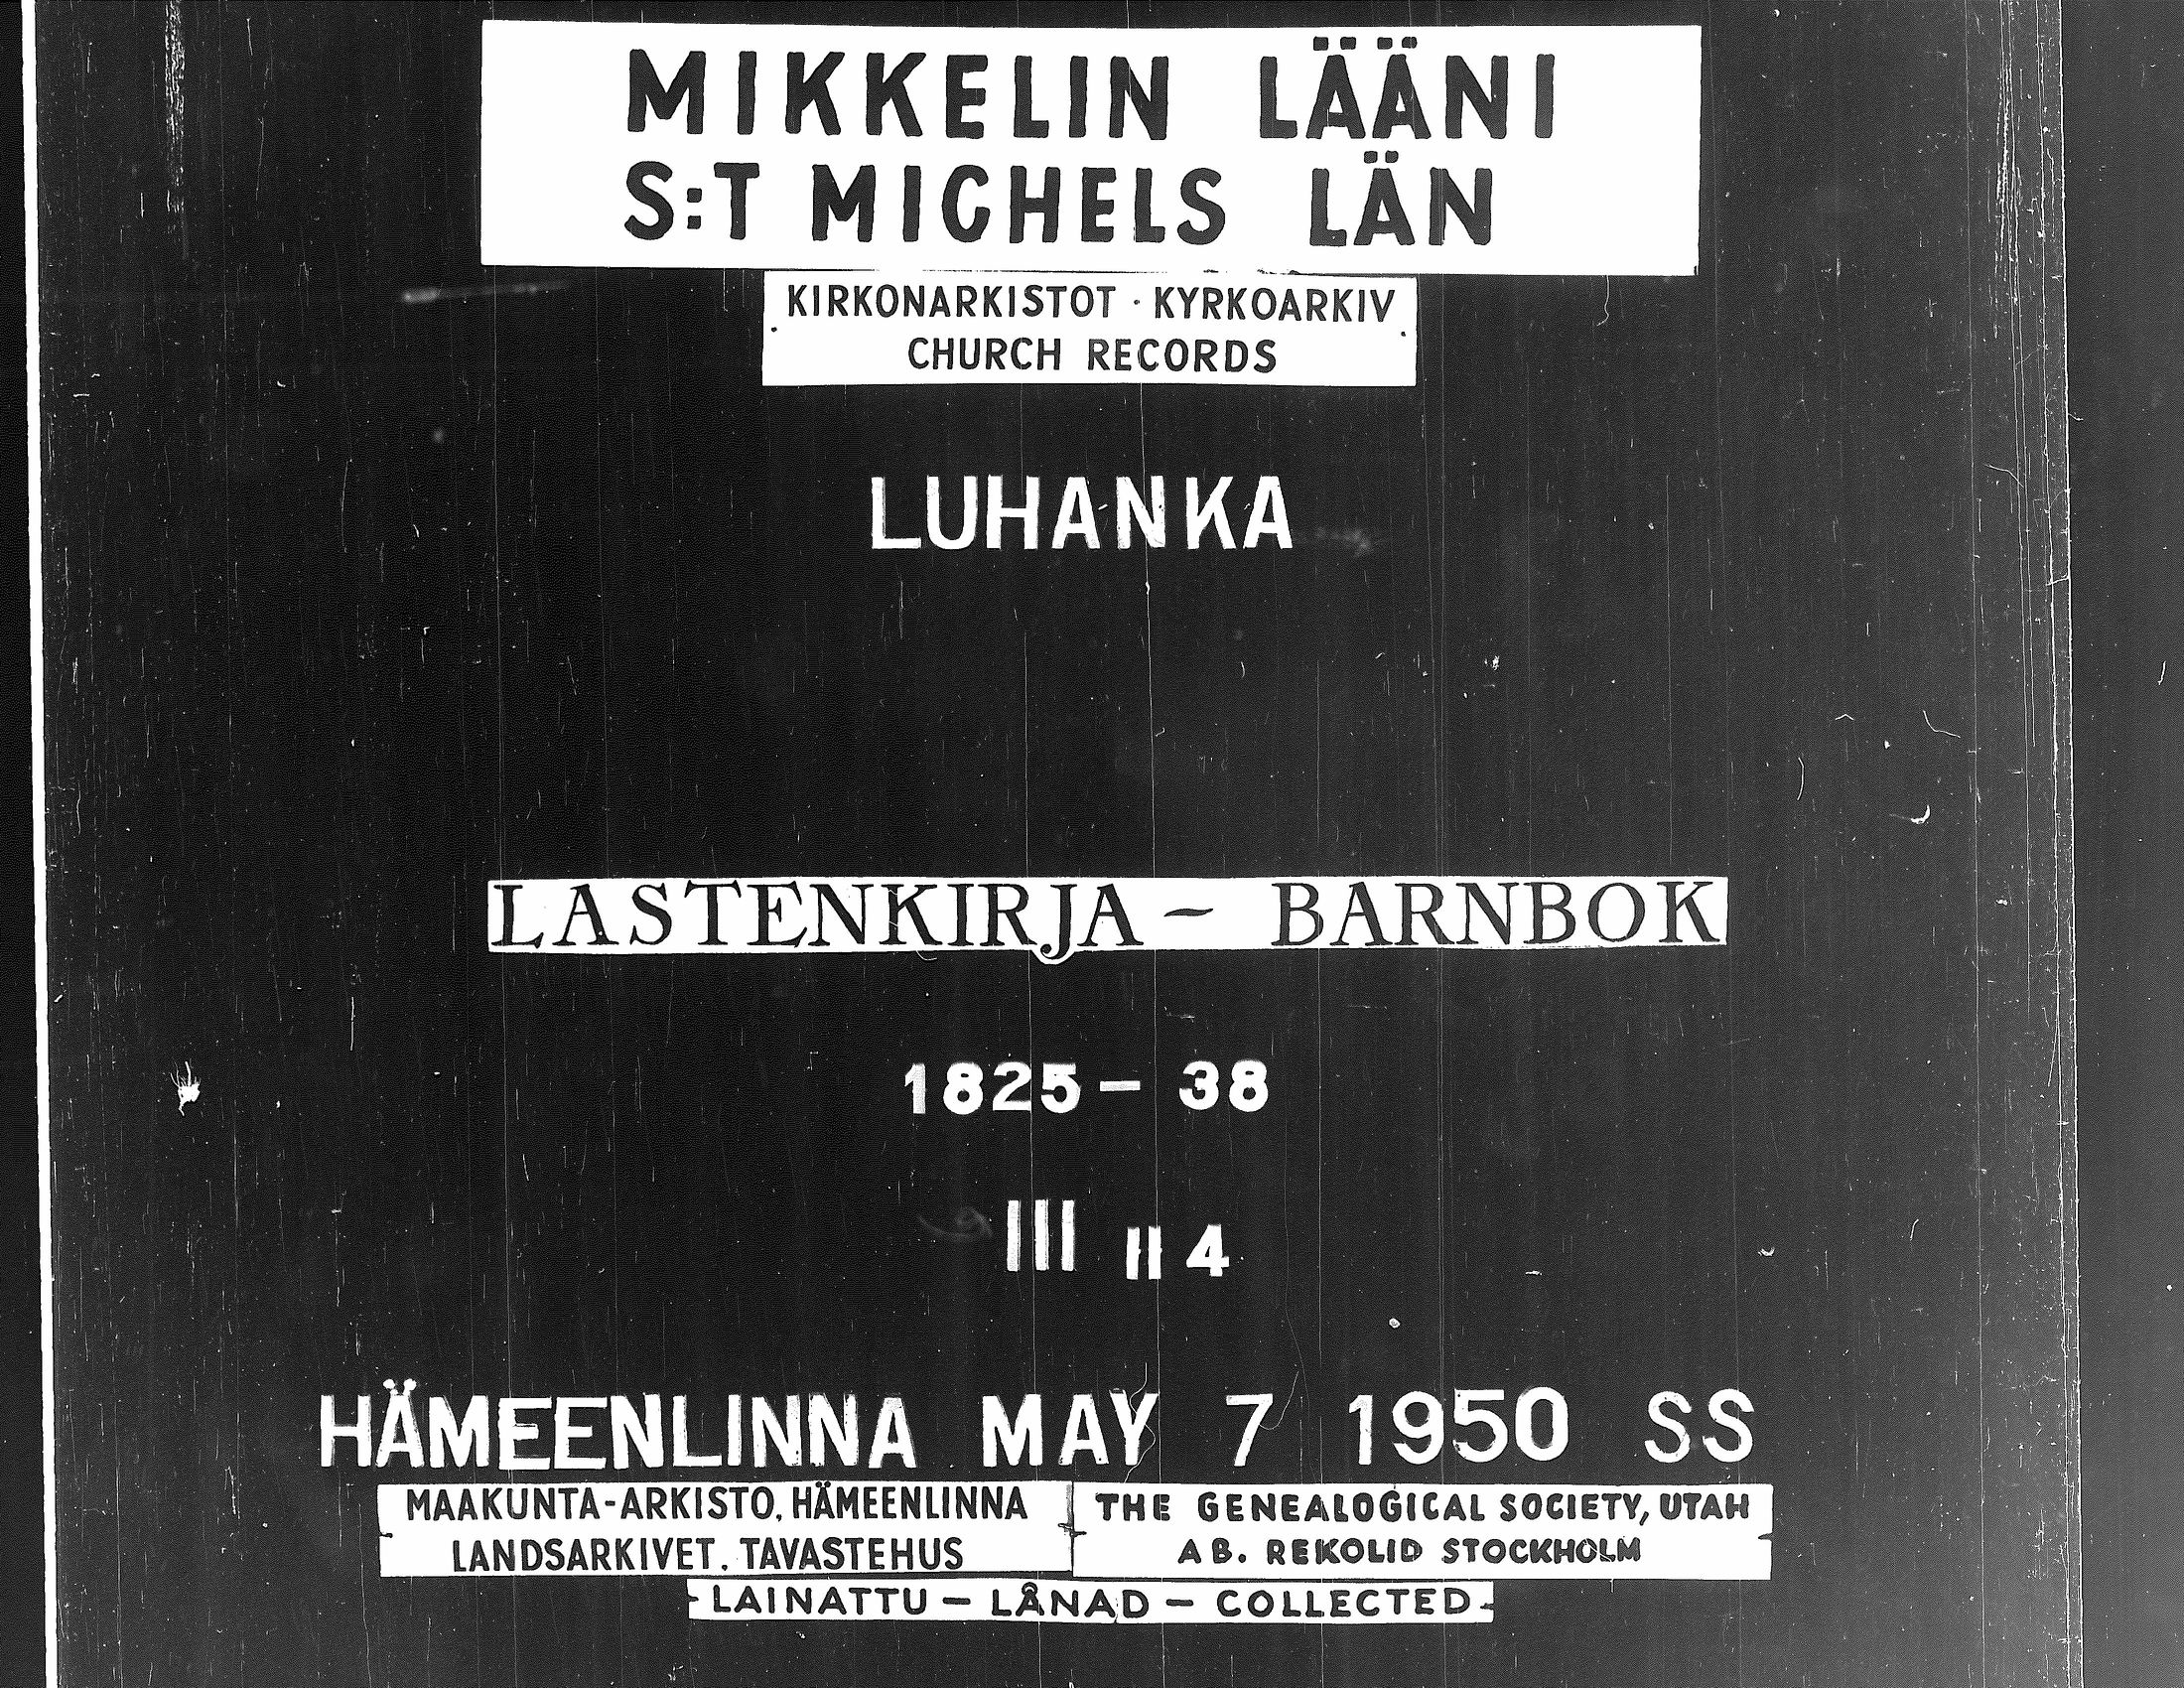 MIKKELIN LÄÄNI
S:T MICHELS LÄN
KIRKONARKISTOT · KYRKOARKIV
CHURCH RECORDS
LUHANKA
LASTENKIRJA - BARNBOK
1825 - 38
III II 4
HÄMEENLINNA MAY 7 1950 SS
MAAKUNTA-ARKISTO, HÄMEENLINNA
LANDSARKIVET. TAVASTEHUS
THE GENEALOGICAL SOCIETY, UTAH
AB. REKOLID STOCKHOLM
LAINATTU - LÅNAD - COLLECTED